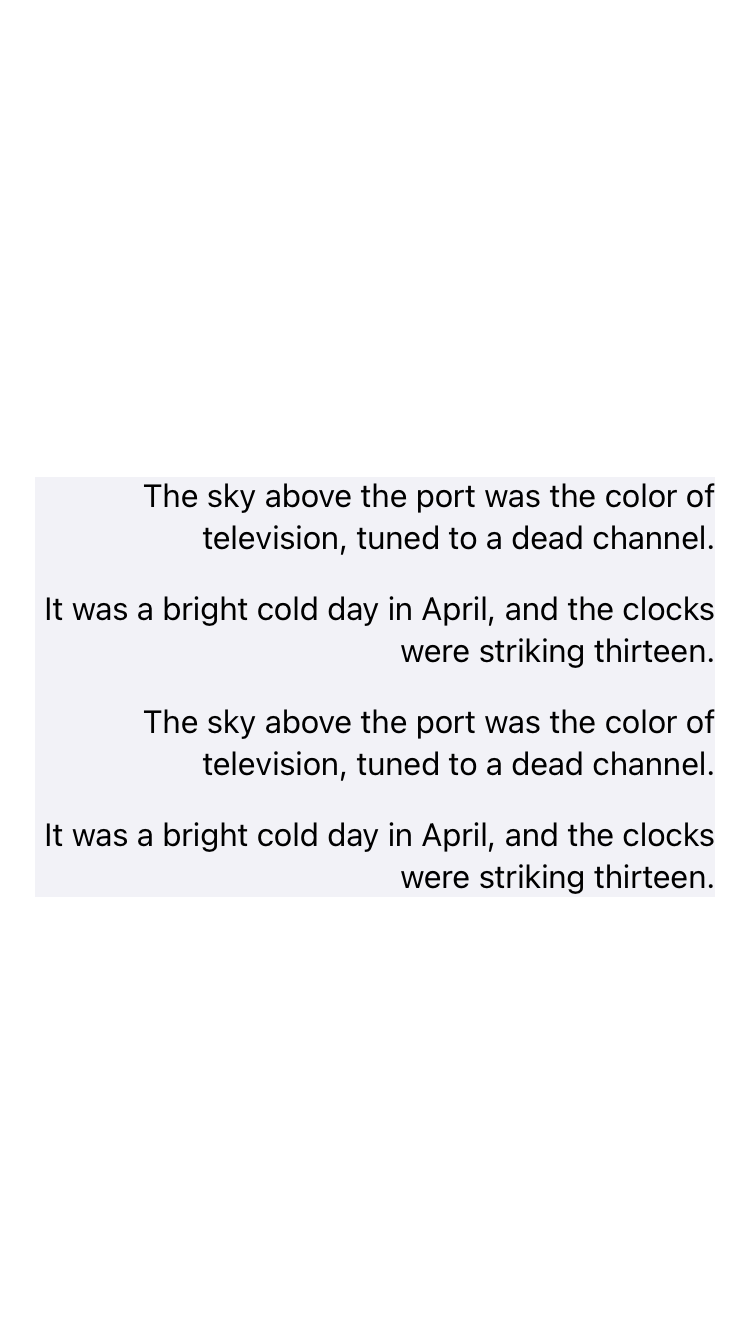 The sky above the port was the color of
television, tuned to a dead channel.
It was a bright cold day in April, and the clocks
were striking thirteen.
The sky above the port was the color of
television, tuned to a dead channel.
It was a bright cold day in April, and the clocks
were striking thirteen.